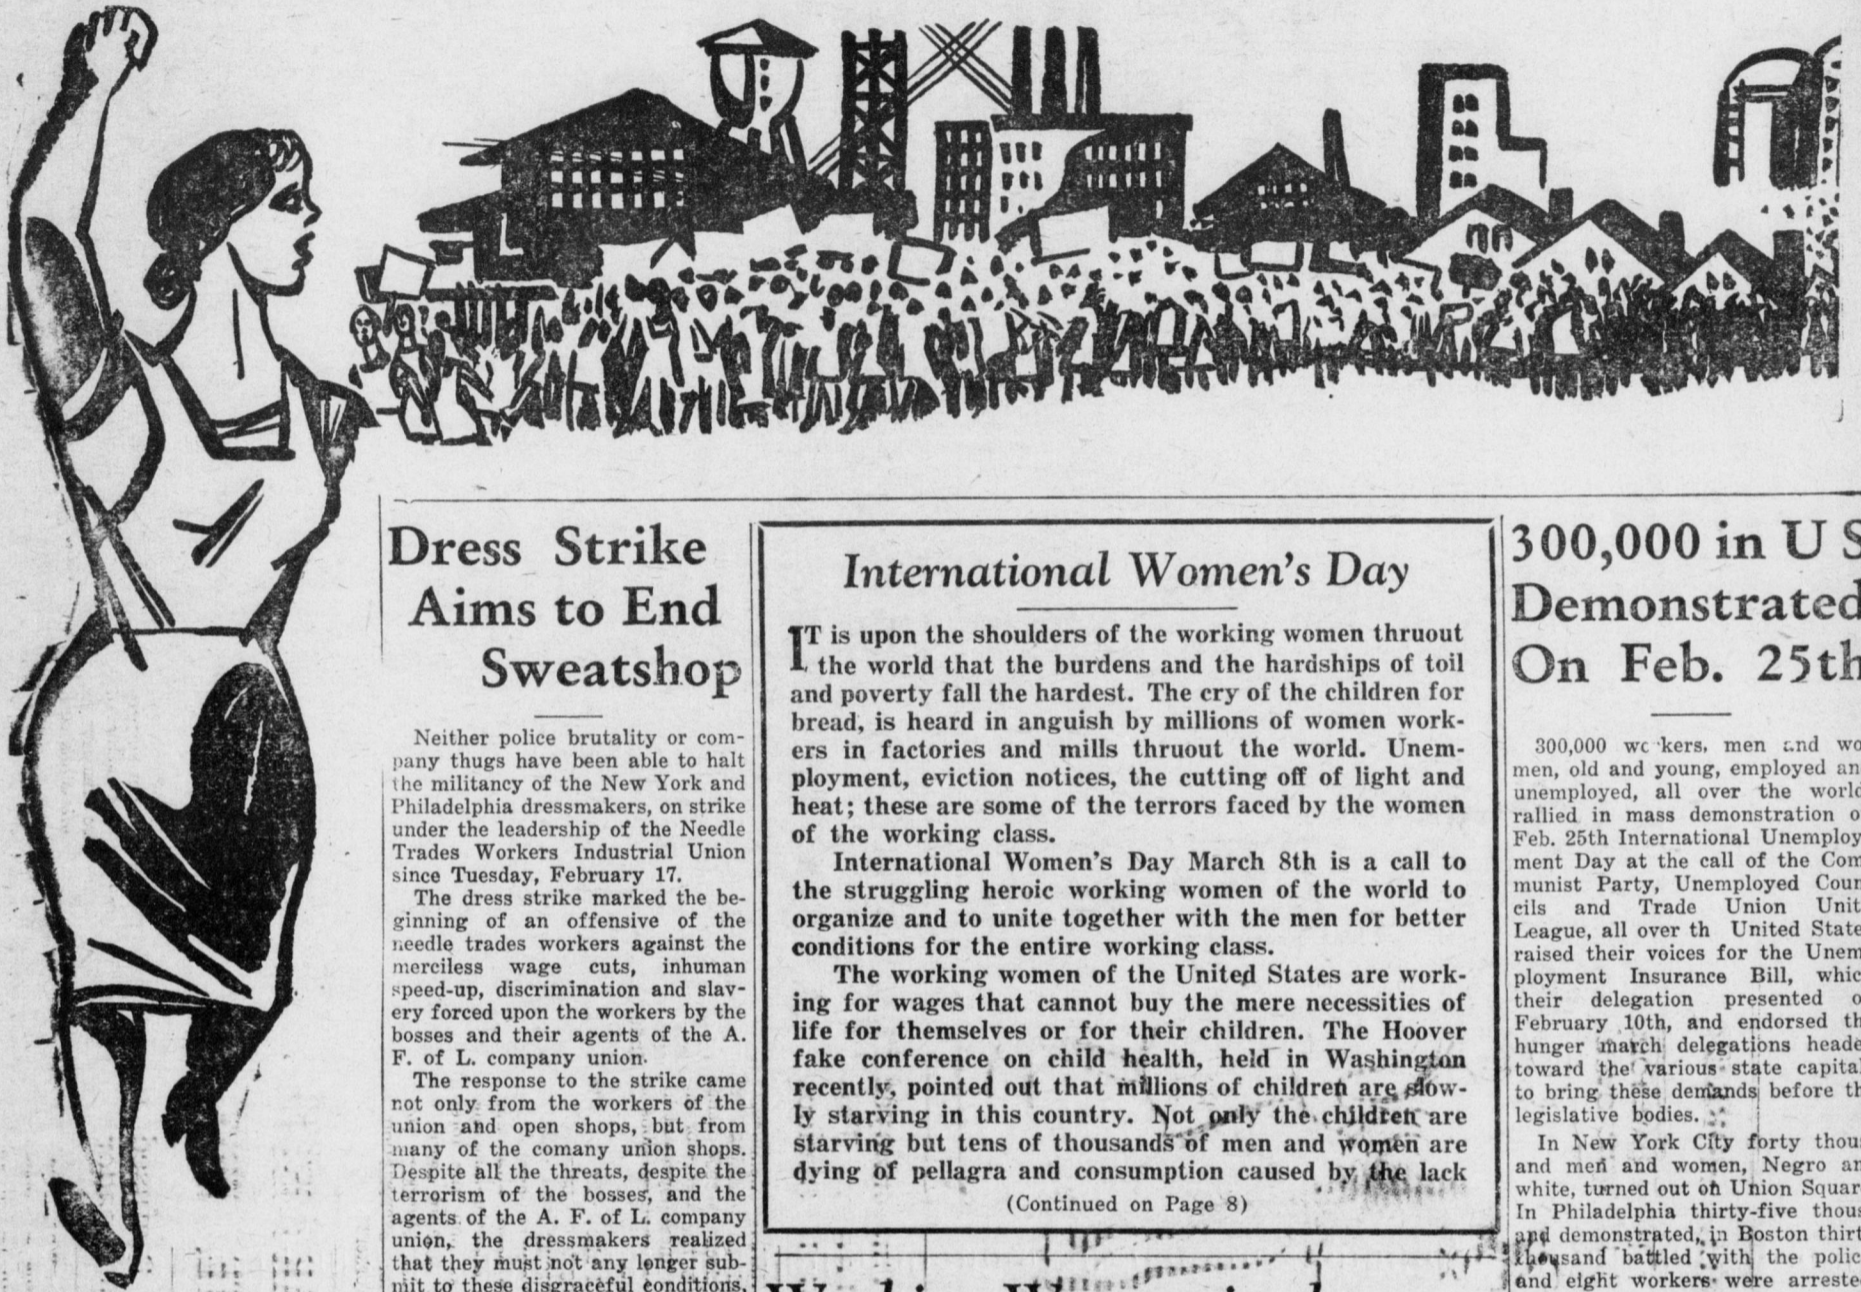 Dress Strike
Aims to End
Sweatshop
Neither police brutality or com-
pany thugs have been able to halt
the militancy of the New York and
Philadelphia dressmakers, on strike
under the leadership of the Needle
Trades Workers Industrial Union
since Tuesday, February 17.
The dress strike marked the be-
ginning of an offensive of the
needle trades workers against the
merciless wage cuts, inhuman
speed-up, discrimination and slav-
ery forced upon the workers by the
bosses and their agents of the A.
F. of L. company union.
The response to the strike came
not only from the workers of the
union and open shops, but from
many of the comany union shops.
Despite all the threats, despite the
terrorism of the bosses, and the
agents of the A. F. of L. company
union, the dressmakers realized
that they must not any longer sub-
mit to these disgraceful conditions,
International Women's Day
IT is upon the shoulders of the working women thruout
the world that the burdens and the hardships of toil
and poverty fall the hardest. The cry of the children for
bread, is heard in anguish by millions of women work-
ers in factories and mills thruout the world. Unem-
ployment, eviction notices, the cutting off of light and
heat; these are some of the terrors faced by the women
of the working class.
International Women's Day March 8th is a call to
the struggling heroic working women of the world to
organize and to unite together with the men for better
conditions for the entire working class.
The working women of the United States are work-
ing for wages that cannot buy the mere necessities of
life for themselves or for their children. The Hoover
fake conference on child health, held in Washington
recently, pointed out that millions of children are slow-
ly starving in this country. Not only the children are
starving but tens of thousands of men and women are
dying of pellagra and consumption caused by the lack
(Continued on Page 8)
300,000 in U S
Demonstrated
On Feb. 25th
300,000 wc kers, men and wo
men, old and young, employed an
unemployed, all over the world
rallied in mass demonstration o
Feb. 25th International Unemploy
ment Day at the call of the Com
munist Party, Unemployed Coun
cils and Trade Union Unit
League, all over th United State
raised their voices for the Unem
ployment Insurance Bill, whic
their delegation presented o
February 10th, and endorsed th
hunger march delegations heade
toward the various state capital
to bring these demands before th
legislative bodies.
In New York City forty thou
and men and women, Negro an
white, turned out on Union Squar
In Philadelphia thirty-five thous
and demonstrated, in Boston thirt
thousand battled with the polic
and eight workers were arreste